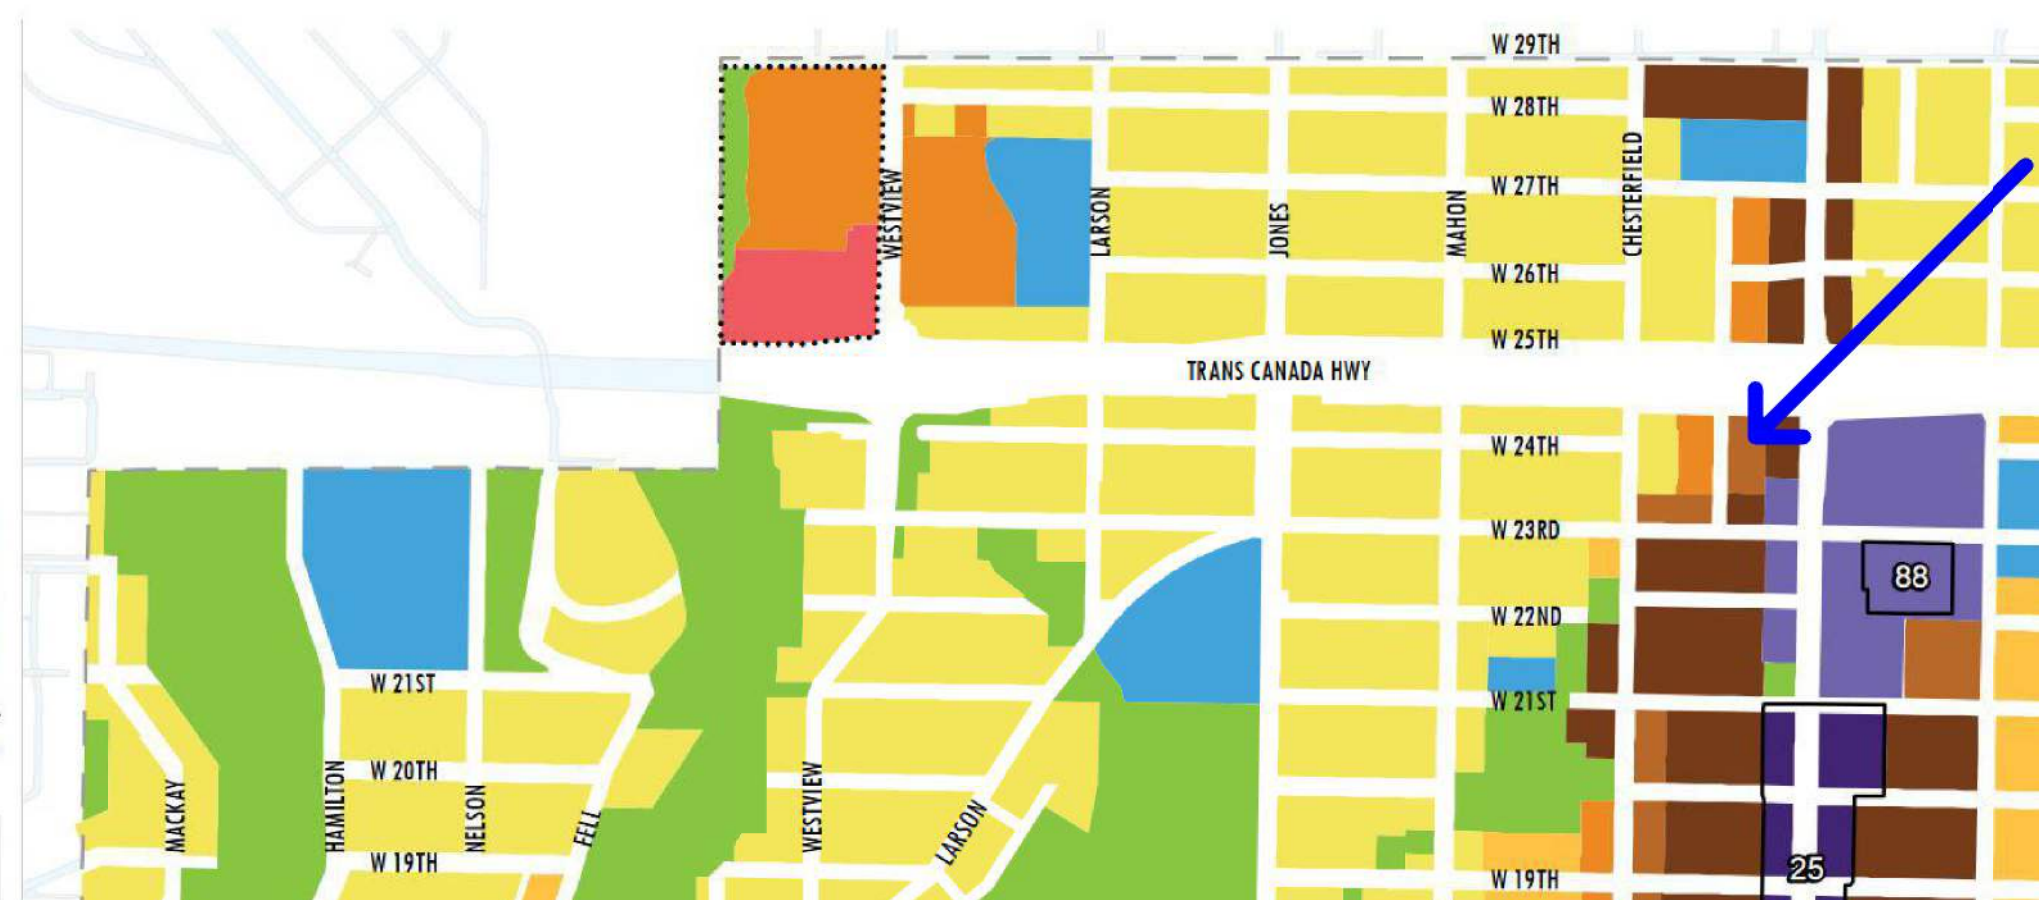 W 29TH
W 28TH
CHESTERFIELD
WESTVIEW
LARSON
JONES
MAHON
W 27TH
W 26TH
W 25TH
TRANS CANADA HWY
W 24TH
W 23RD
88
W 22ND
W 21ST
W 21ST
MACKAY
HAMILTON
W 20TH
NELSON
FELL
WESTVIEW
LARSON
W 19TH
25
W 19TH